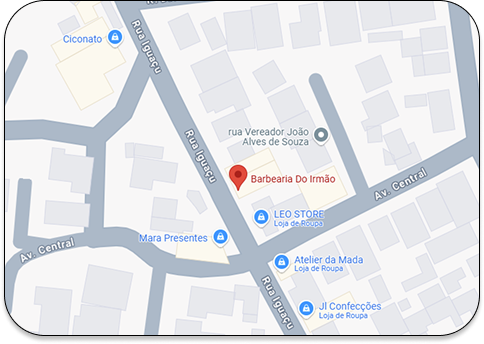 Ciconato
Rua Iguaçu
Rua Iguaçu
rua Vereador João
Alves de Souza
Barbearia Do Irmão
Av. Central
LEO STORE
Loja de Roupa
Mara Presentes
Av. Central
Atelier da Mada
Loja de Roupa
Rua Iguaçu
JI Confecções
Loja de Roupa